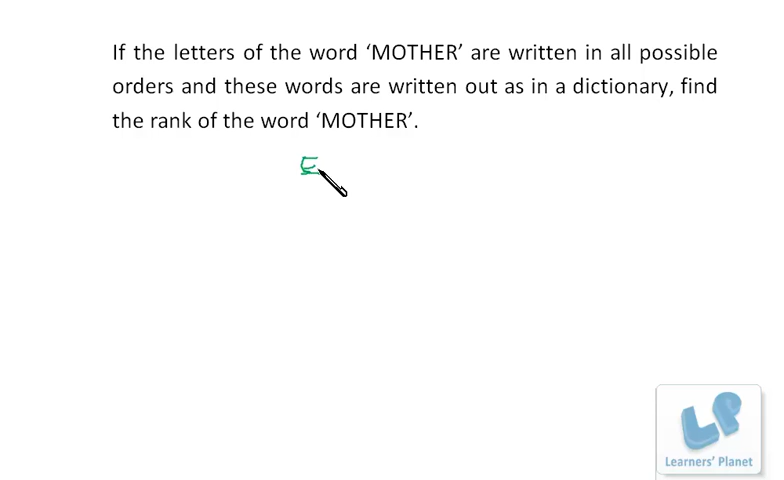 If the letters of the word ‘MOTHER’ are written in all possible
orders and these words are written out as in a dictionary, find
the rank of the word ‘MOTHER’.
E
LP
Learners’ Planet